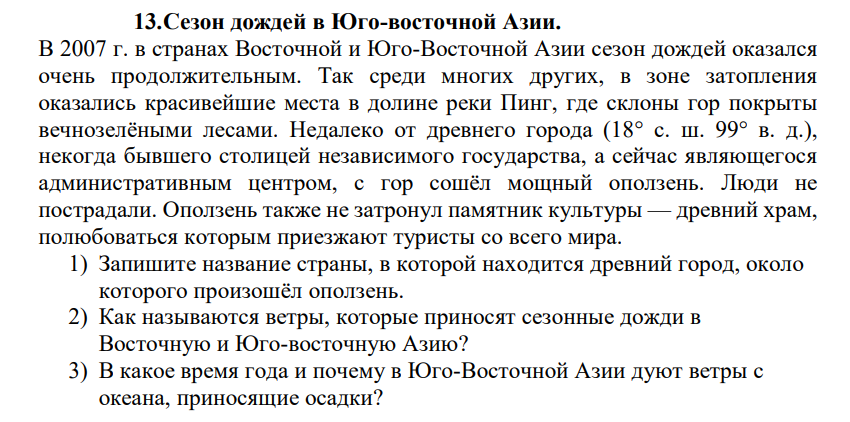 13.Сезон дождей в Юго-восточной Азии.
В 2007 г. в странах Восточной и Юго-Восточной Азии сезон дождей оказался
очень продолжительным. Так среди многих других, в зоне затопления
оказались красивейшие места в долине реки Пинг, где склоны гор покрыты
вечнозелёными лесами. Недалеко от древнего города (18° с. ш. 99° в. д.),
некогда бывшего столицей независимого государства, а сейчас являющегося
административным центром, с гор сошёл мощный оползень. Люди не
пострадали. Оползень также не затронул памятник культуры — древний храм,
полюбоваться которым приезжают туристы со всего мира.
1) Запишите название страны, в которой находится древний город, около
которого произошёл оползень.
2) Как называются ветры, которые приносят сезонные дожди в
Восточную и Юго-восточную Азию?
3) В какое время года и почему в Юго-Восточной Азии дуют ветры с
океана, приносящие осадки?